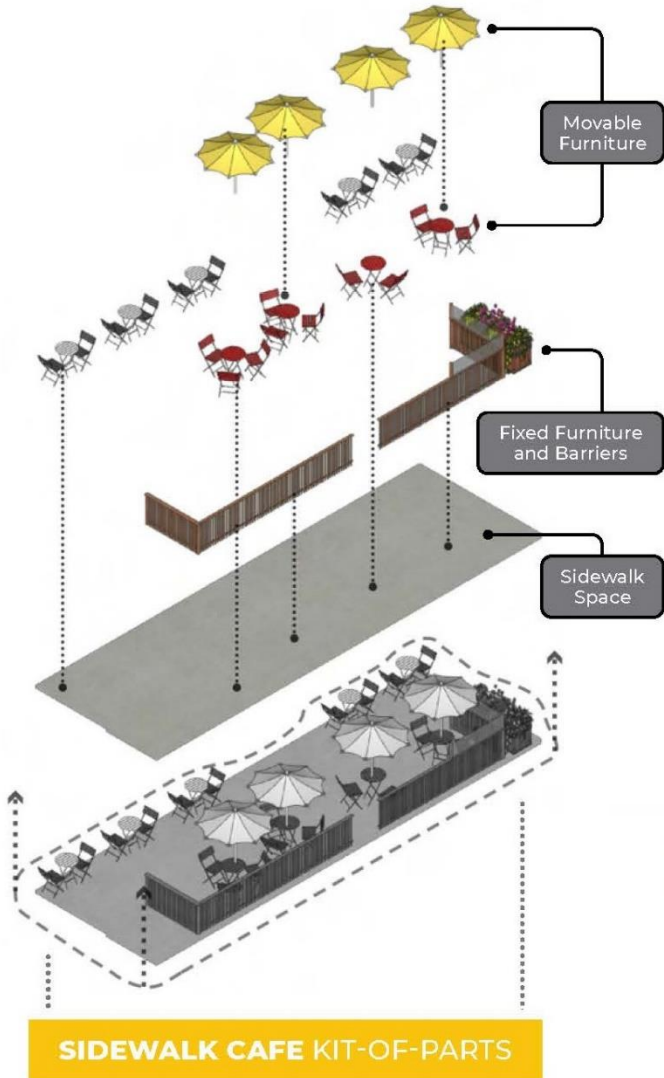 Movable
Furniture
Fixed Furniture
and Barriers
Sidewalk
Space
SIDEWALK CAFE KIT-OF-PARTS